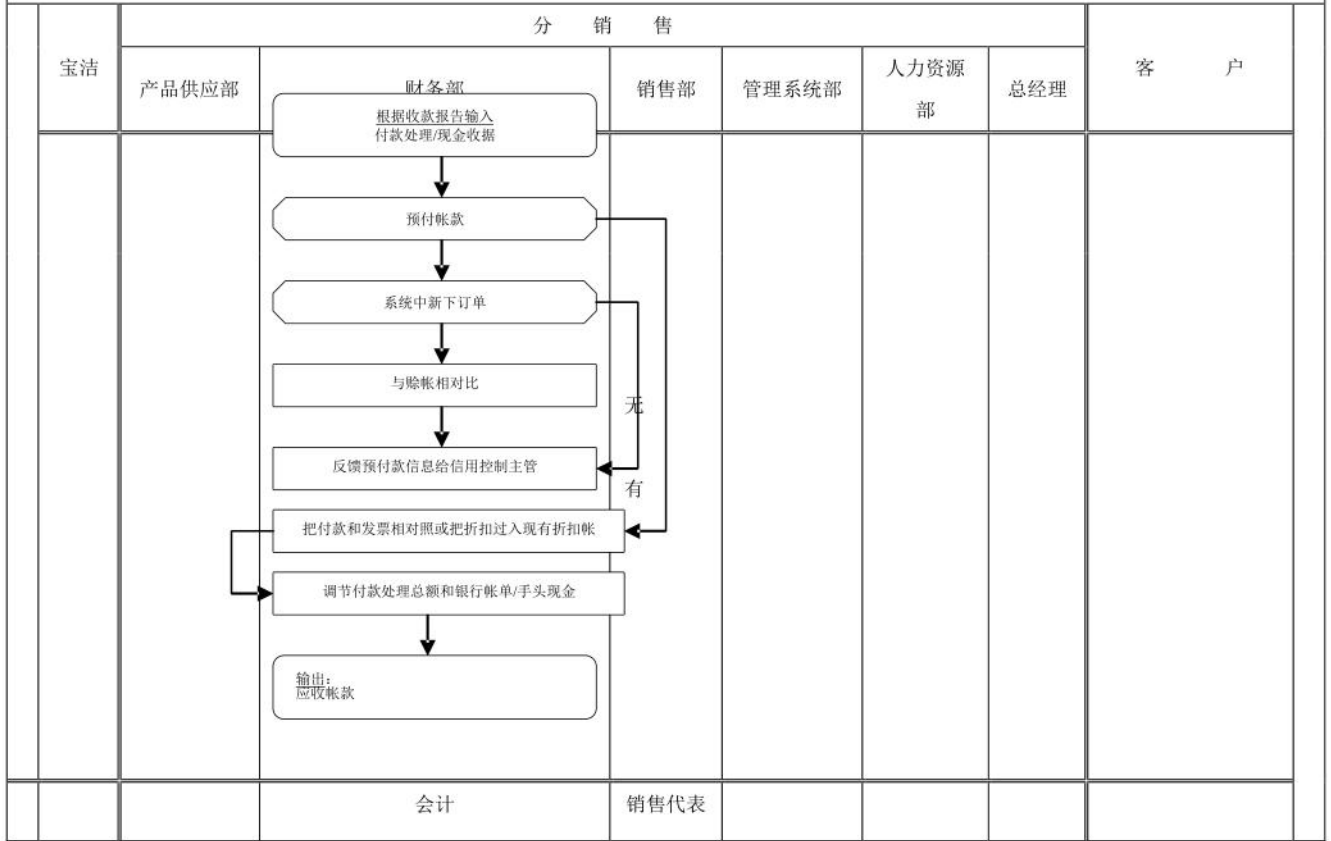 分 销 售
宝洁
客 户
产品供应部
财务部
销售部
管理系统部
人力资源
部
总经理
根据收款报告输入
付款处理/现金收据
预付帐款
系统中新下订单
与赊帐相对比
无
反馈预付款信息给信用控制主管
有
把付款和发票相对照或把折扣过入现有折扣帐
调节付款处理总额和银行帐单/手头现金
输出:
应收帐款
会计
销售代表